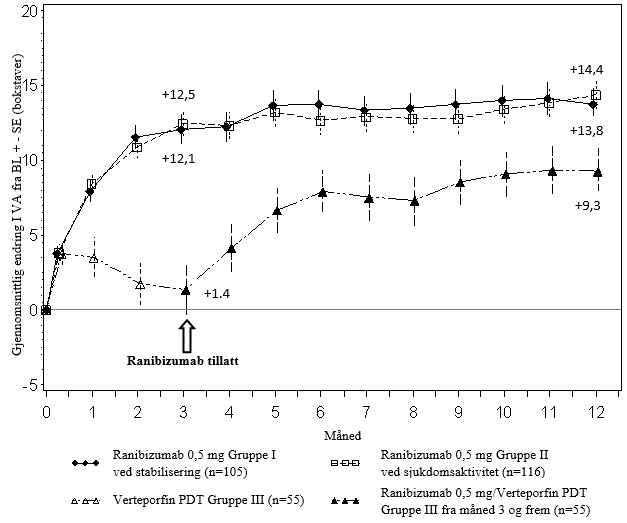 20
15
10
5
0
-5
Gjennomsnittlig endring I VA fra BL + - SE (bokstaver)
+12,5
+12,1
+1.4
+14,4
+13,8
+9,3
Ranibizumab tillatt
0 1 2 3 4 5 6 7 8 9 10 11 12
Måned
Ranibizumab 0,5 mg Gruppe I
ved stabilisering (n=105)
Ranibizumab 0,5 mg Gruppe II
ved sjukdomsaktivitet (n=116)
Verteporfin PDT Gruppe III (n=55)
Ranibizumab 0,5 mg/Verteporfin PDT
Gruppe III fra måned 3 og frem (n=55)